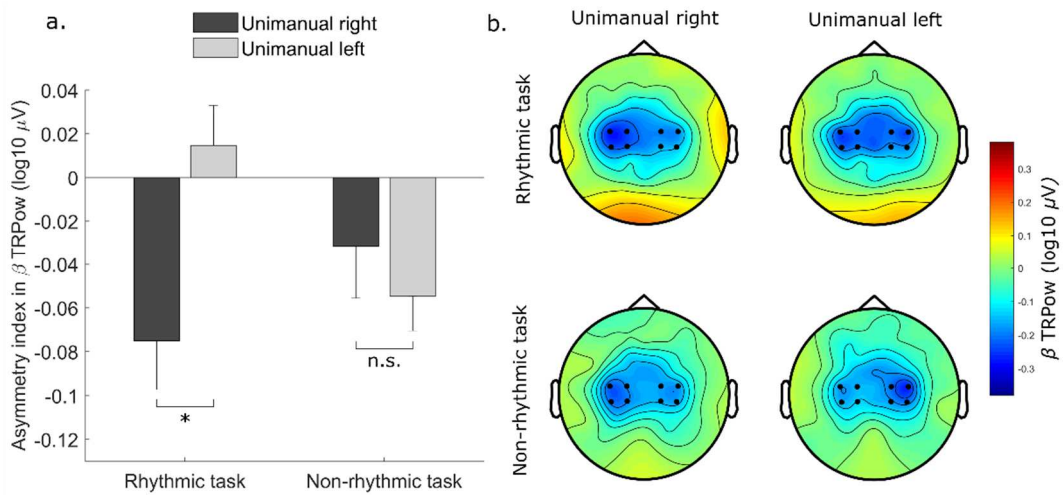 a.
Unimanual right
Unimanual left
Asymmetry index in β TRPow (log10 μV)
0.04
0.02
0
-0.02
-0.04
-0.06
-0.08
-0.1
-0.12
*
n.s.
Rhythmic task
Non-rhythmic task
b.
Unimanual right
Unimanual left
Rhythmic task
Non-rhythmic task
0.3
0.2
0.1
0
-0.1
-0.2
-0.3
β TRPow (log10 μV)